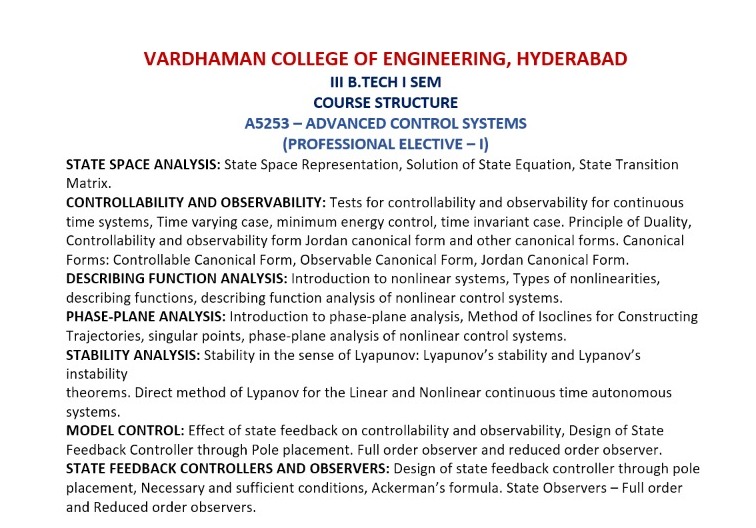 VARDHAMAN COLLEGE OF ENGINEERING, HYDERABAD
III B.TECH I SEM
COURSE STRUCTURE
A5253 – ADVANCED CONTROL SYSTEMS
(PROFESSIONAL ELECTIVE – I)
STATE SPACE ANALYSIS: State Space Representation, Solution of State Equation, State Transition
Matrix.
CONTROLLABILITY AND OBSERVABILITY: Tests for controllability and observability for continuous
time systems, Time varying case, minimum energy control, time invariant case. Principle of Duality,
Controllability and observability form Jordan canonical form and other canonical forms. Canonical
Forms: Controllable Canonical Form, Observable Canonical Form, Jordan Canonical Form.
DESCRIBING FUNCTION ANALYSIS: Introduction to nonlinear systems, Types of nonlinearities,
describing functions, describing function analysis of nonlinear control systems.
PHASE-PLANE ANALYSIS: Introduction to phase-plane analysis, Method of Isoclines for Constructing
Trajectories, singular points, phase-plane analysis of nonlinear control systems.
STABILITY ANALYSIS: Stability in the sense of Lyapunov: Lyapunov’s stability and Lypanov’s
instability
theorems. Direct method of Lypanov for the Linear and Nonlinear continuous time autonomous
systems.
MODEL CONTROL: Effect of state feedback on controllability and observability, Design of State
Feedback Controller through Pole placement. Full order observer and reduced order observer.
STATE FEEDBACK CONTROLLERS AND OBSERVERS: Design of state feedback controller through pole
placement, Necessary and sufficient conditions, Ackerman’s formula. State Observers – Full order
and Reduced order observers.